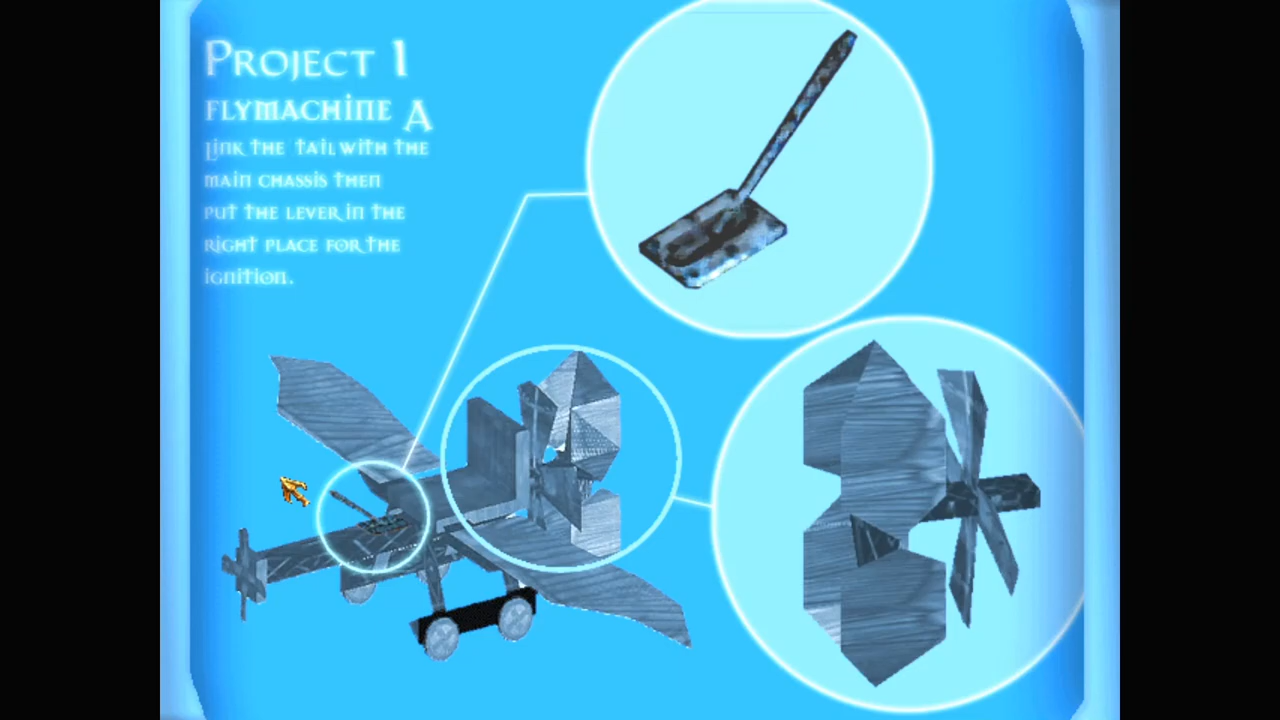 Project 1
flymachine A
Link the tail with the
main chassis then
put the lever in the
right place for the
ignition.